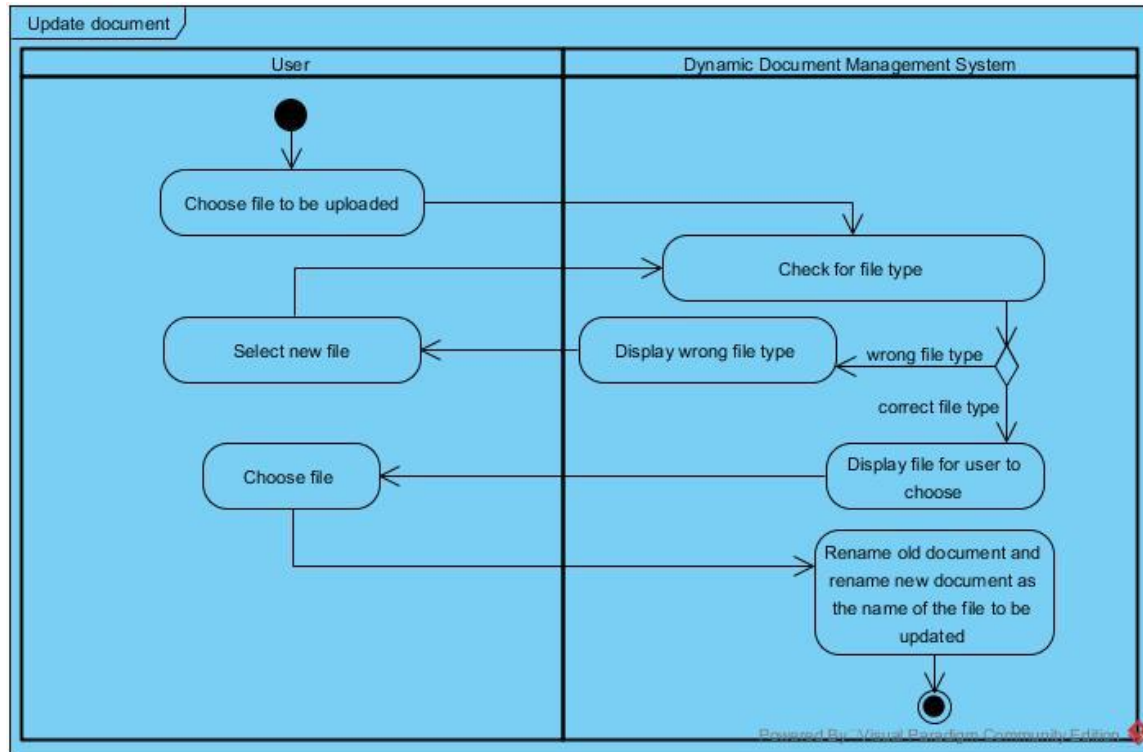 Update document
User
Dynamic Document Management System
Choose file to be uploaded
Check for file type
Select new file
Display wrong file type
wrong file type
correct file type
Choose file
Display file for user to
choose
Rename old document and
rename new document as
the name of the file to be
updated
Powered By Visual Paradigm Community Edition